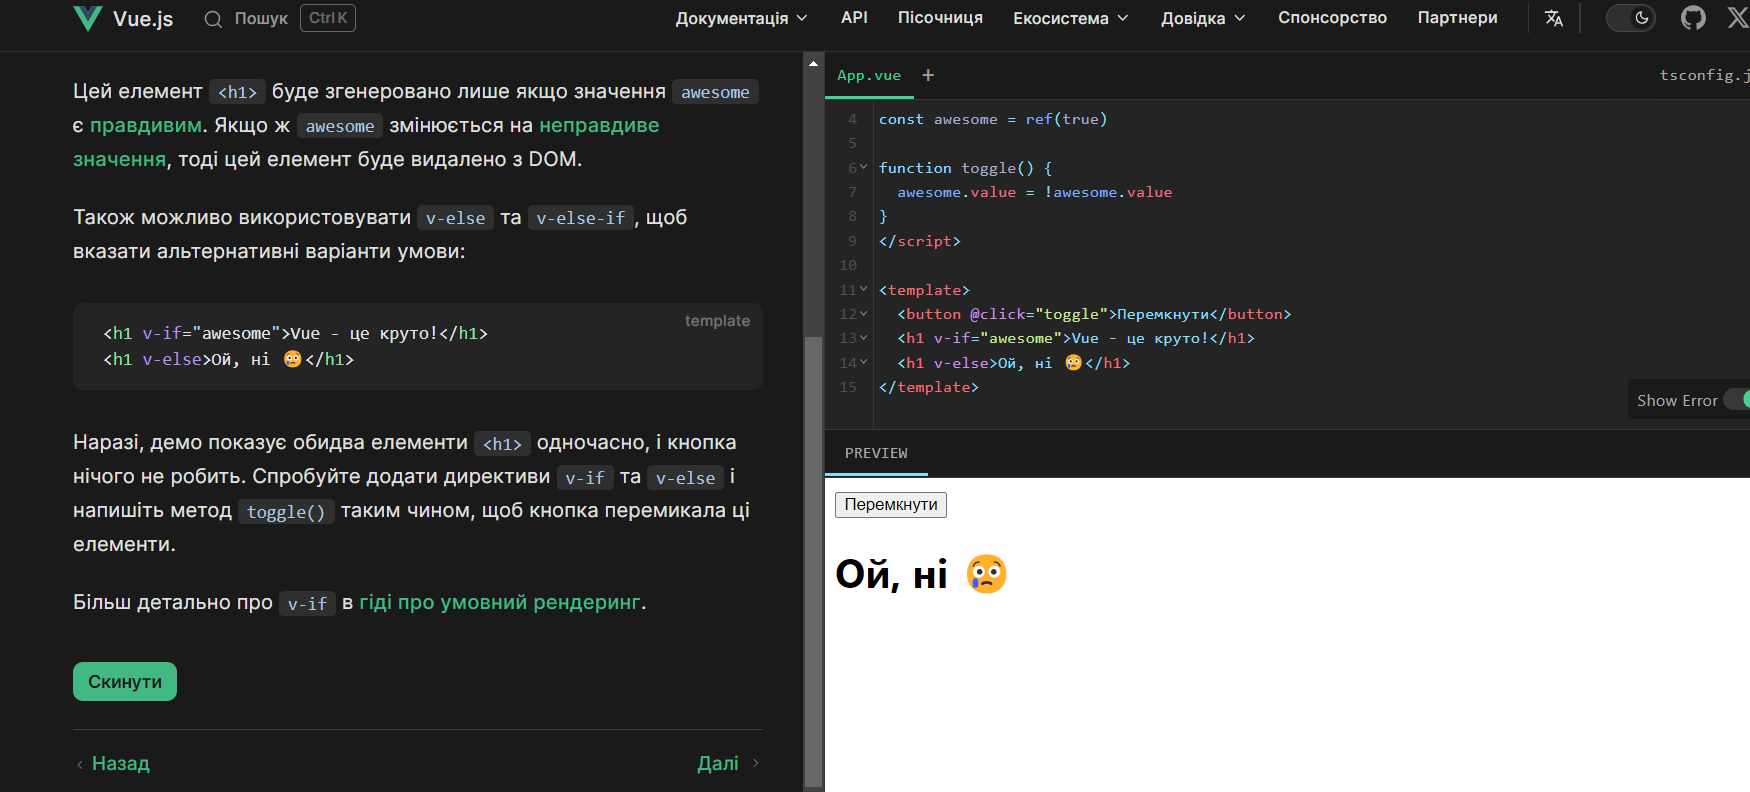 Vue.js
Пошук
Ctrl K
Документація
API
Пісочниця
Екосистема
Довідка
Спонсорство
Партнери
Цей елемент <h1> буде згенеровано лише якщо значення awesome
є правдивим. Якщо ж awesome змінюється на неправдиве
значення, тоді цей елемент буде видалено з DOM.
Також можливо використовувати v-else та v-else-if, щоб
вказати альтернативні варіанти умови:
template
<h1 v-if="awesome">Vue - це круто!</h1>
<h1 v-else>Ой, ні 😢</h1>
Наразі, демо показує обидва елементи <h1> одночасно, і кнопка
нічого не робить. Спробуйте додати директиви v-if та v-else і
напишіть метод toggle() таким чином, щоб кнопка перемикала ці
елементи.
Більш детально про v-if в гіді про умовний рендеринг.
Скинути
Назад
Далі
App.vue +
tsconfig.j
4 const awesome = ref(true)
5
6 function toggle() {
7 awesome.value = !awesome.value
8 }
9 </script>
10
11 <template>
12 <button @click="toggle">Перемкнути</button>
13 <h1 v-if="awesome">Vue - це круто!</h1>
14 <h1 v-else>Ой, ні 😢</h1>
15 </template>
Show Error
PREVIEW
Перемкнути
Ой, ні 😢